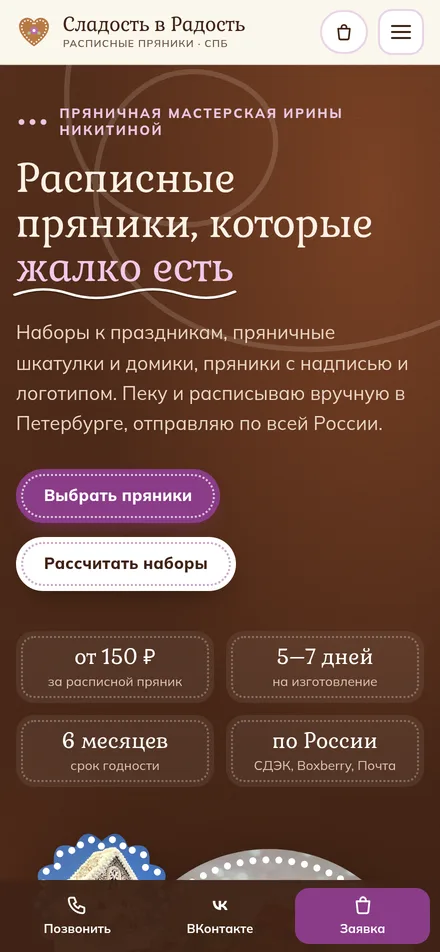 Сладость в Радость
РАСПИСНЫЕ ПРЯНИКИ · СПБ
ПРЯНИЧНАЯ МАСТЕРСКАЯ ИРИНЫ
НИКИТИНОЙ
Расписные
пряники, которые
жалко есть
Наборы к праздникам, пряничные
шкатулки и домики, пряники с надписью и
логотипом. Пеку и расписываю вручную в
Петербурге, отправляю по всей России.
Выбрать пряники
Рассчитать наборы
от 150 ₽
за расписной пряник
5–7 дней
на изготовление
6 месяцев
срок годности
по России
СДЭК, Boxberry, Почта
Позвонить
ВКонтакте
Заявка